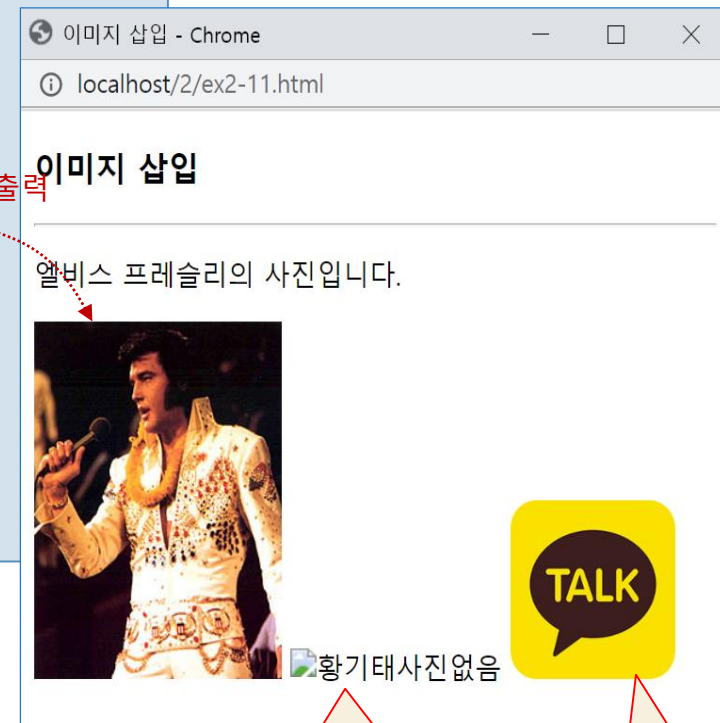 이미지 삽입 - Chrome
localhost/2/ex2-11.html
이미지 삽입
출력
엘비스 프레슬리의 사진입니다.
TALK
황기태사진없음